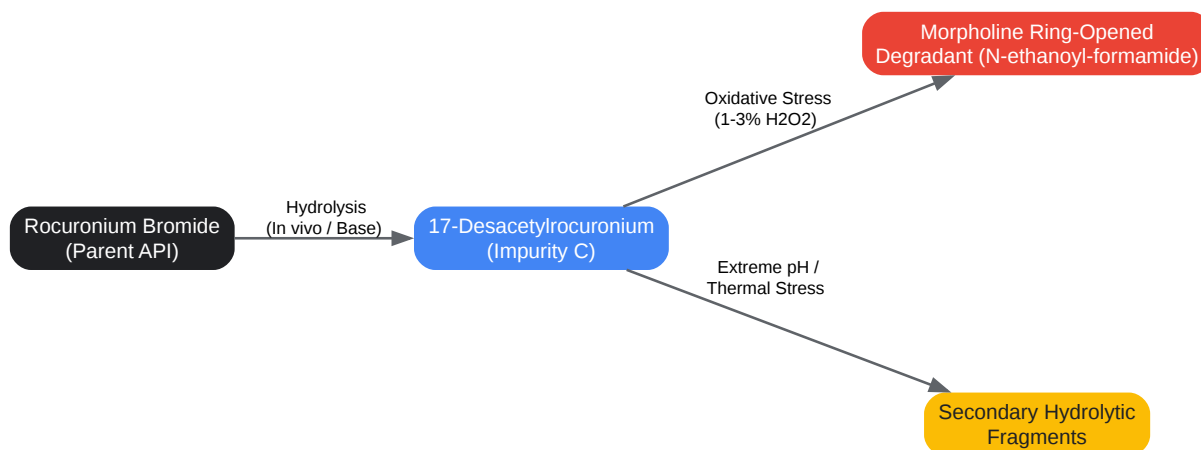 Morpholine Ring-Opened
Degradant (N-ethanoyl-formamide)
Oxidative Stress
(1-3% H2O2)
Rocuronium Bromide
(Parent API)
Hydrolysis
(In vivo / Base)
17-Desacetylrocuronium
(Impurity C)
Extreme pH /
Thermal Stress
Secondary Hydrolytic
Fragments